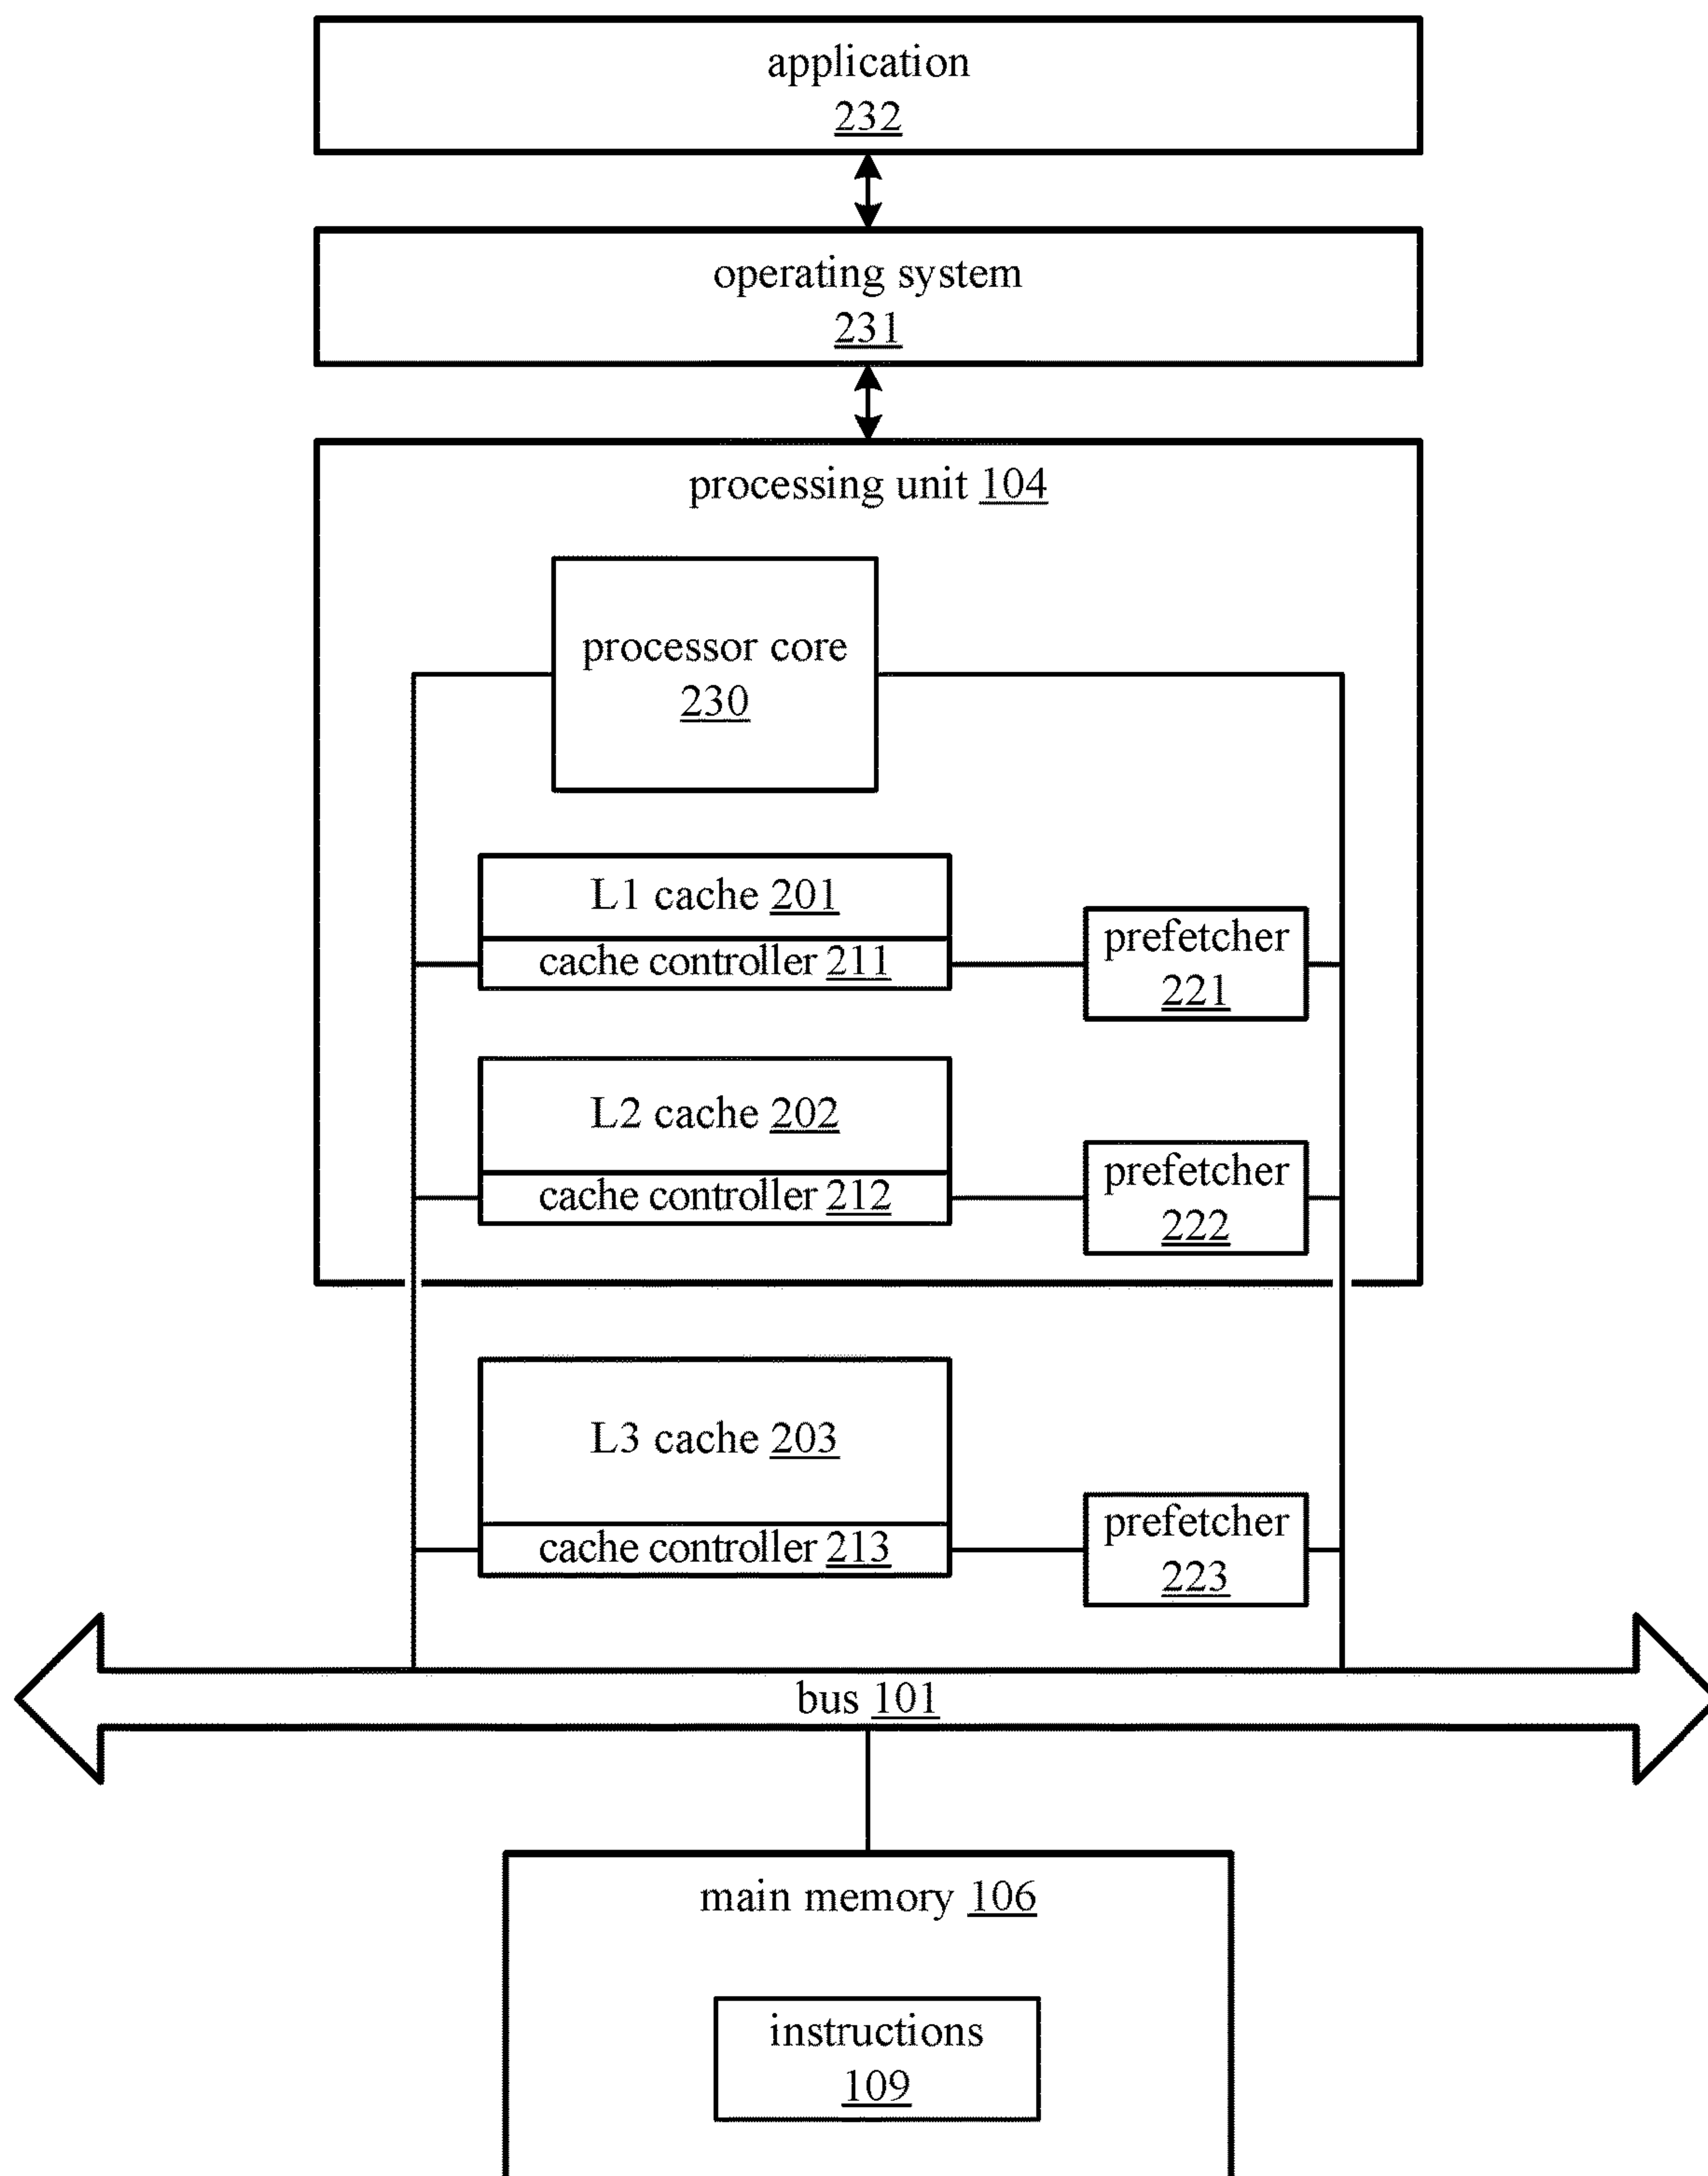 application
232
operating system
231
processing unit 104
processor core
230
L1 cache 201
cache controller 211
prefetcher
221
L2 cache 202
cache controller 212
prefetcher
222
L3 cache 203
cache controller 213
prefetcher
223
bus 101
main memory 106
instructions
109